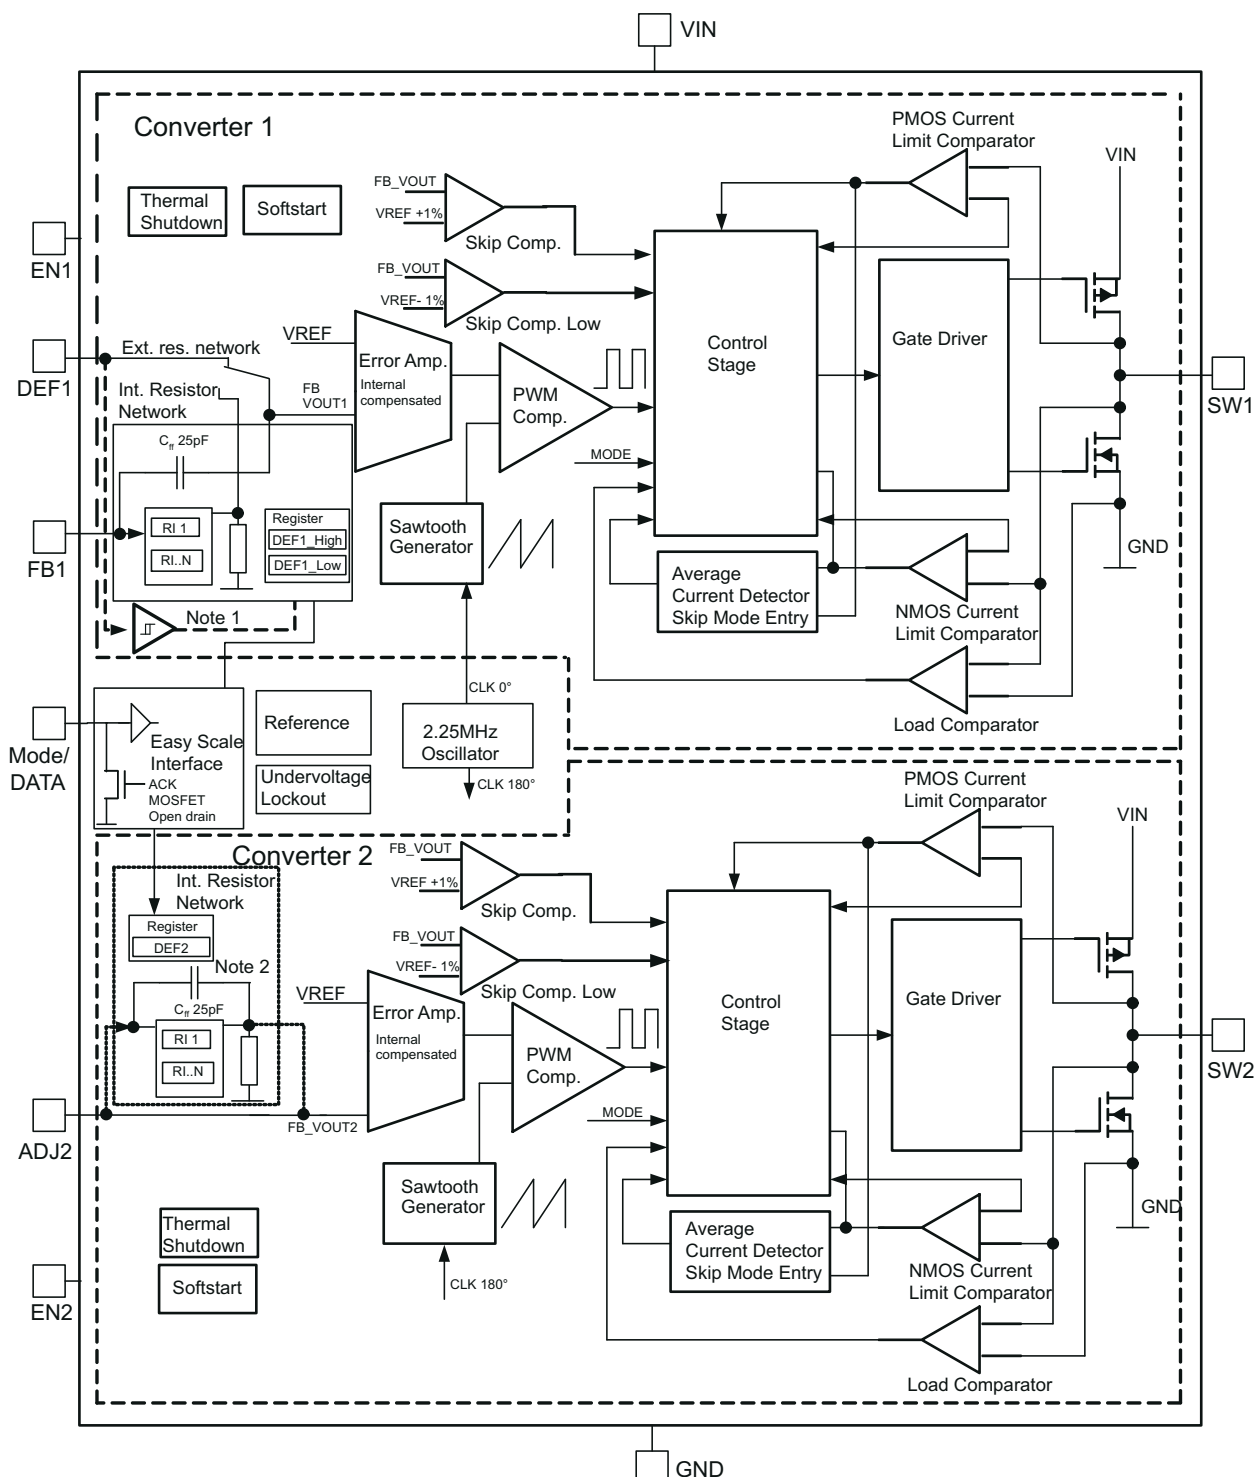 VIN
Converter 1
PMOS Current
Limit Comparator
VIN
Thermal
Shutdown
Softstart
FB_VOUT
VREF +1%
Skip Comp.
EN1
FB_VOUT
VREF- 1%
Skip Comp. Low
VREF
Ext. res. network
DEF1
Int. Resistor
Network
FB
VOUT1
Error Amp.
Internal
compensated
PWM
Comp.
Control
Stage
Gate Driver
SW1
Cff 25pF
MODE
RI 1
RI..N
Register
DEF1_High
DEF1_Low
Sawtooth
Generator
FB1
GND
Average
Current Detector
Skip Mode Entry
NMOS Current
Limit Comparator
Note 1
CLK 0°
Load Comparator
Mode/
DATA
Easy Scale
Interface
ACK
MOSFET
Open drain
Reference
Undervoltage
Lockout
2.25MHz
Oscillator
CLK 180°
PMOS Current
Limit Comparator
VIN
Converter 2
FB_VOUT
VREF +1%
Skip Comp.
Int. Resistor
Network
Register
DEF2
Note 2
FB_VOUT
VREF- 1%
Skip Comp. Low
VREF
Cff 25pF
RI 1
RI..N
Error Amp.
Internal
compensated
PWM
Comp.
Control
Stage
Gate Driver
SW2
ADJ2
FB_VOUT2
MODE
Sawtooth
Generator
GND
Thermal
Shutdown
Softstart
EN2
CLK 180°
Average
Current Detector
Skip Mode Entry
NMOS Current
Limit Comparator
Load Comparator
GND